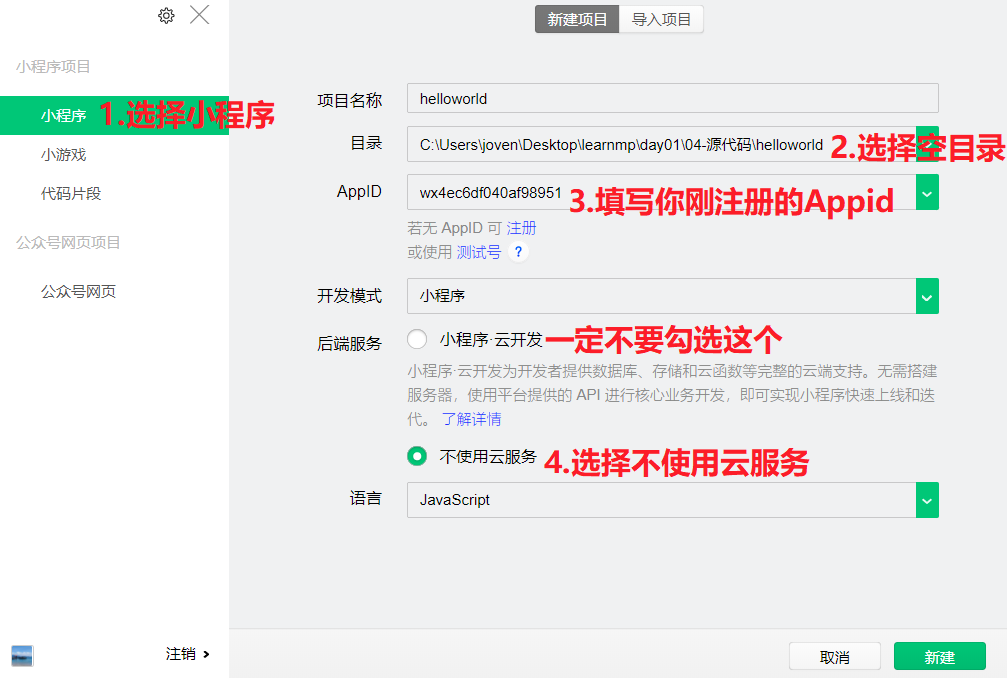 新建项目 导入项目
小程序项目
小程序 1.选择小程序
小游戏
代码片段
公众号网页项目
公众号网页
注销
项目名称 helloworld
目录 C:\Users\joven\Desktop\learnmp\day01\04-源代码\helloworld 2.选择空目录
AppID wx4ec6df040af98951 3.填写你刚注册的Appid
若无 AppID 可 注册
或使用 测试号 ?
开发模式 小程序
后端服务 小程序·云开发 一定不要勾选这个
小程序·云开发为开发者提供数据库、存储和云函数等完整的云端支持。无需搭建
服务器，使用平台提供的 API 进行核心业务开发，即可实现小程序快速上线和迭
代。 了解详情
不使用云服务 4.选择不使用云服务
语言 JavaScript
取消 新建